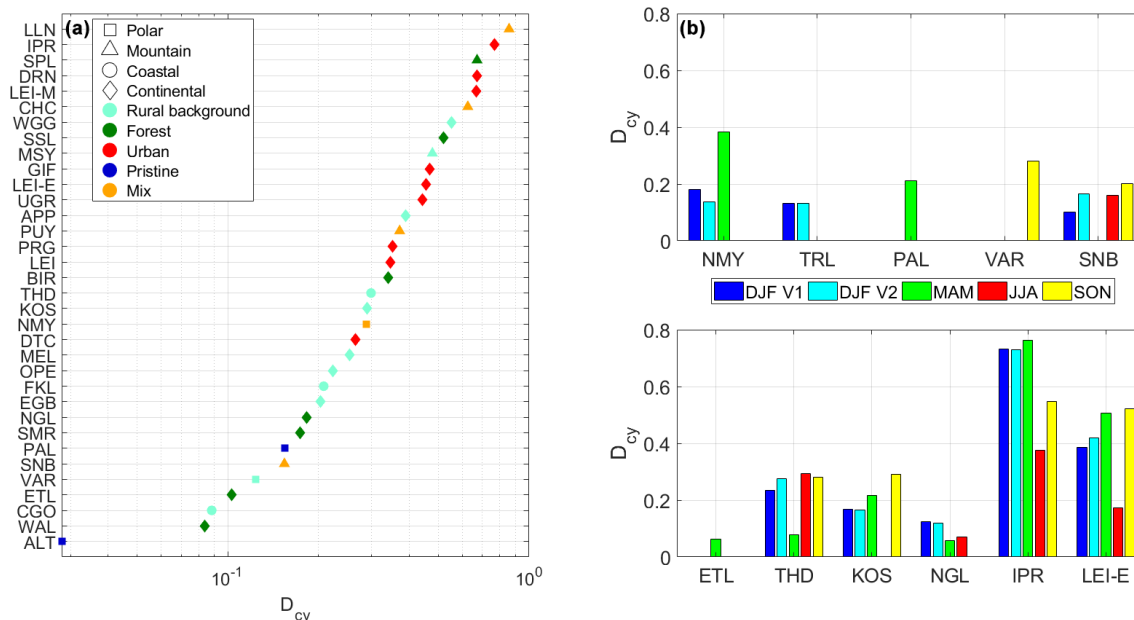 (a)
LLN
IPR
SPL
DRN
LEI-M
CHC
WGG
SSL
MSY
GIF
LEI-E
UGR
APP
PUY
PRG
LEI
BIR
THD
KOS
NMY
DTC
MEL
OPE
FKL
EGB
NGL
SMR
PAL
SNB
VAR
ETL
CGO
WAL
ALT
Polar
Mountain
Coastal
Continental
Rural background
Forest
Urban
Pristine
Mix
10^-1
10^0
D_cy
(b)
0.8
0.6
0.4
0.2
0
D_cy
NMY TRL PAL VAR SNB
DJF V1 DJF V2 MAM JJA SON
0.8
0.6
0.4
0.2
0
D_cy
ETL THD KOS NGL IPR LEI-E